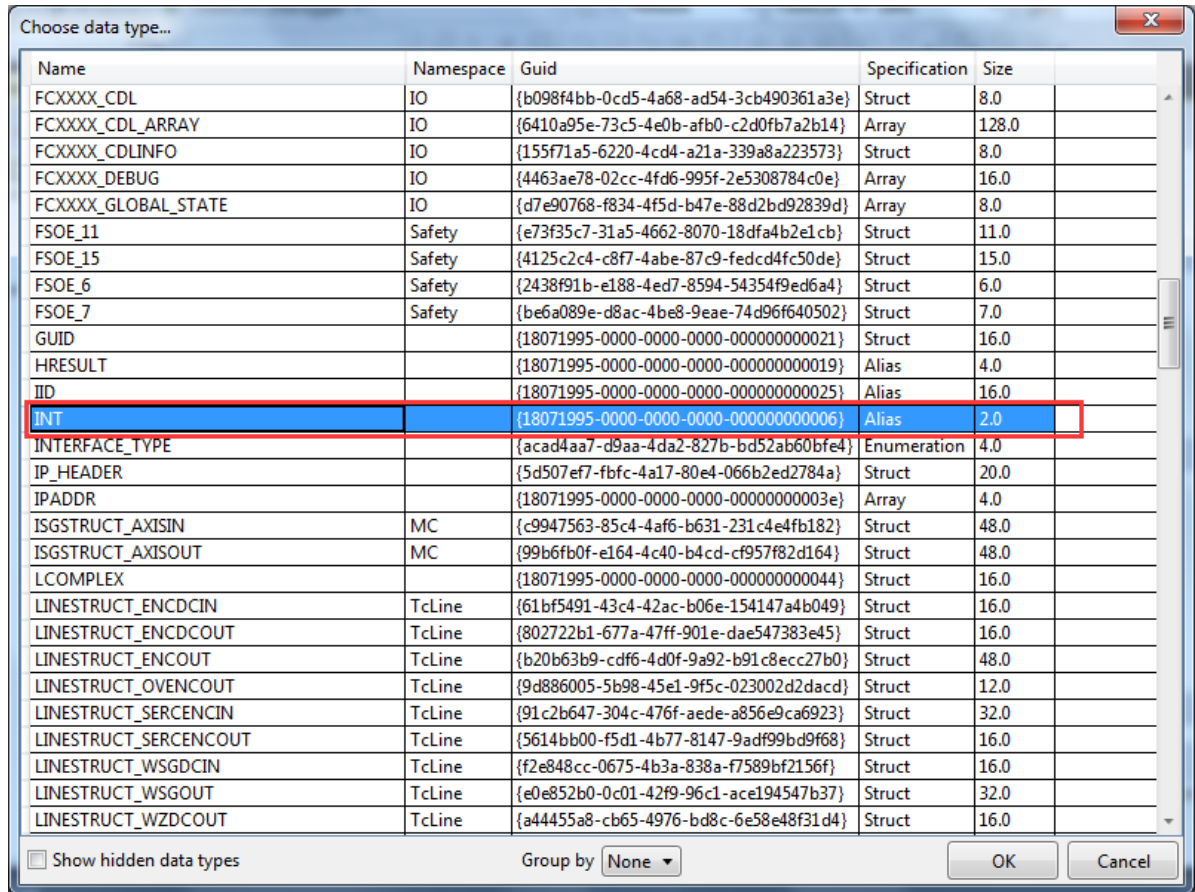 Choose data type...
Name Namespace Guid Specification Size
FCXXXX_CDL IO {b098f4bb-0cd5-4a68-ad54-3cb490361a3e} Struct 8.0
FCXXXX_CDL_ARRAY IO {6410a95e-73c5-4e0b-afb0-c2d0fb7a2b14} Array 128.0
FCXXXX_CDLINFO IO {155f71a5-6220-4cd4-a21a-339a8a223573} Struct 8.0
FCXXXX_DEBUG IO {4463ae78-02cc-4fd6-995f-2e5308784c0e} Array 16.0
FCXXXX_GLOBAL_STATE IO {d7e90768-f834-4f5d-b47e-88d2bd92839d} Array 8.0
FSOE_11 Safety {e73f35c7-31a5-4662-8070-18dfa4b2e1cb} Struct 11.0
FSOE_15 Safety {4125c2c4-c8f7-4abe-87c9-fedcd4fc50de} Struct 15.0
FSOE_6 Safety {2438f91b-e188-4ed7-8594-54354f9ed6a4} Struct 6.0
FSOE_7 Safety {be6a089e-d8ac-4be8-9eae-74d96f640502} Struct 7.0
GUID {18071995-0000-0000-0000-000000000021} Struct 16.0
HRESULT {18071995-0000-0000-0000-000000000019} Alias 4.0
IID {18071995-0000-0000-0000-000000000025} Alias 16.0
INT {18071995-0000-0000-0000-000000000006} Alias 2.0
INTERFACE_TYPE {acad4aa7-d9aa-4da2-827b-bd52ab60bfe4} Enumeration 4.0
IP_HEADER {5d507ef7-fbfc-4a17-80e4-066b2ed2784a} Struct 20.0
IPADDR {18071995-0000-0000-0000-00000000003e} Array 4.0
ISGSTRUCT_AXISIN MC {c9947563-85c4-4af6-b631-231c4e4fb182} Struct 48.0
ISGSTRUCT_AXISOUT MC {99b6fb0f-e164-4c40-b4cd-cf957f82d164} Struct 48.0
LCOMPLEX {18071995-0000-0000-0000-000000000044} Struct 16.0
LINESTRUCT_ENCDCIN TcLine {61bf5491-43c4-42ac-b06e-154147a4b049} Struct 16.0
LINESTRUCT_ENCDCOUT TcLine {802722b1-677a-47ff-901e-dae547383e45} Struct 16.0
LINESTRUCT_ENCOUT TcLine {b20b63b9-cdf6-4d0f-9a92-b91c8ecc27b0} Struct 48.0
LINESTRUCT_OVENCOUT TcLine {9d886005-5b98-45e1-9f5c-023002d2dacd} Struct 12.0
LINESTRUCT_SERCENCIN TcLine {91c2b647-304c-476f-aede-a856e9ca6923} Struct 32.0
LINESTRUCT_SERCENCOUT TcLine {5614bb00-f5d1-4b77-8147-9adf99bd9f68} Struct 16.0
LINESTRUCT_WSGDCIN TcLine {f2e848cc-0675-4b3a-838a-f7589bf2156f} Struct 16.0
LINESTRUCT_WSGOUT TcLine {e0e852b0-0c01-42f9-96c1-ace194547b37} Struct 32.0
LINESTRUCT_WZDCOUT TcLine {a44455a8-cb65-4976-bd8c-6e58e48f31d4} Struct 16.0
Show hidden data types Group by None OK Cancel